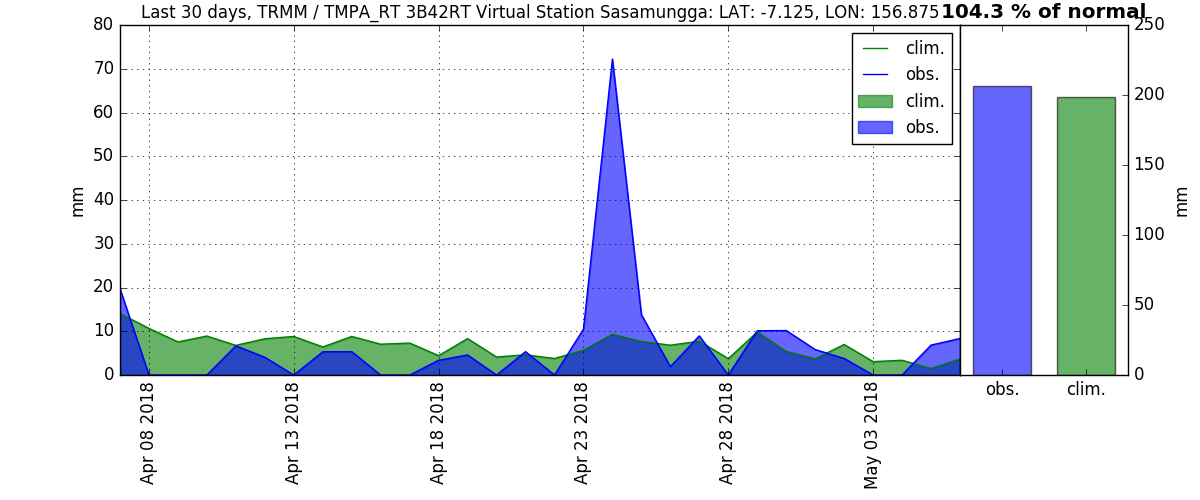 Last 30 days, TRMM / TMPA_RT 3B42RT Virtual Station Sasamungga: LAT: -7.125, LON: 156.875
104.3 % of normal
80
70
60
50
40
30
20
10
0
mm
clim.
obs.
clim.
obs.
Apr 08 2018
Apr 13 2018
Apr 18 2018
Apr 23 2018
Apr 28 2018
May 03 2018
250
200
150
100
50
0
mm
obs.
clim.